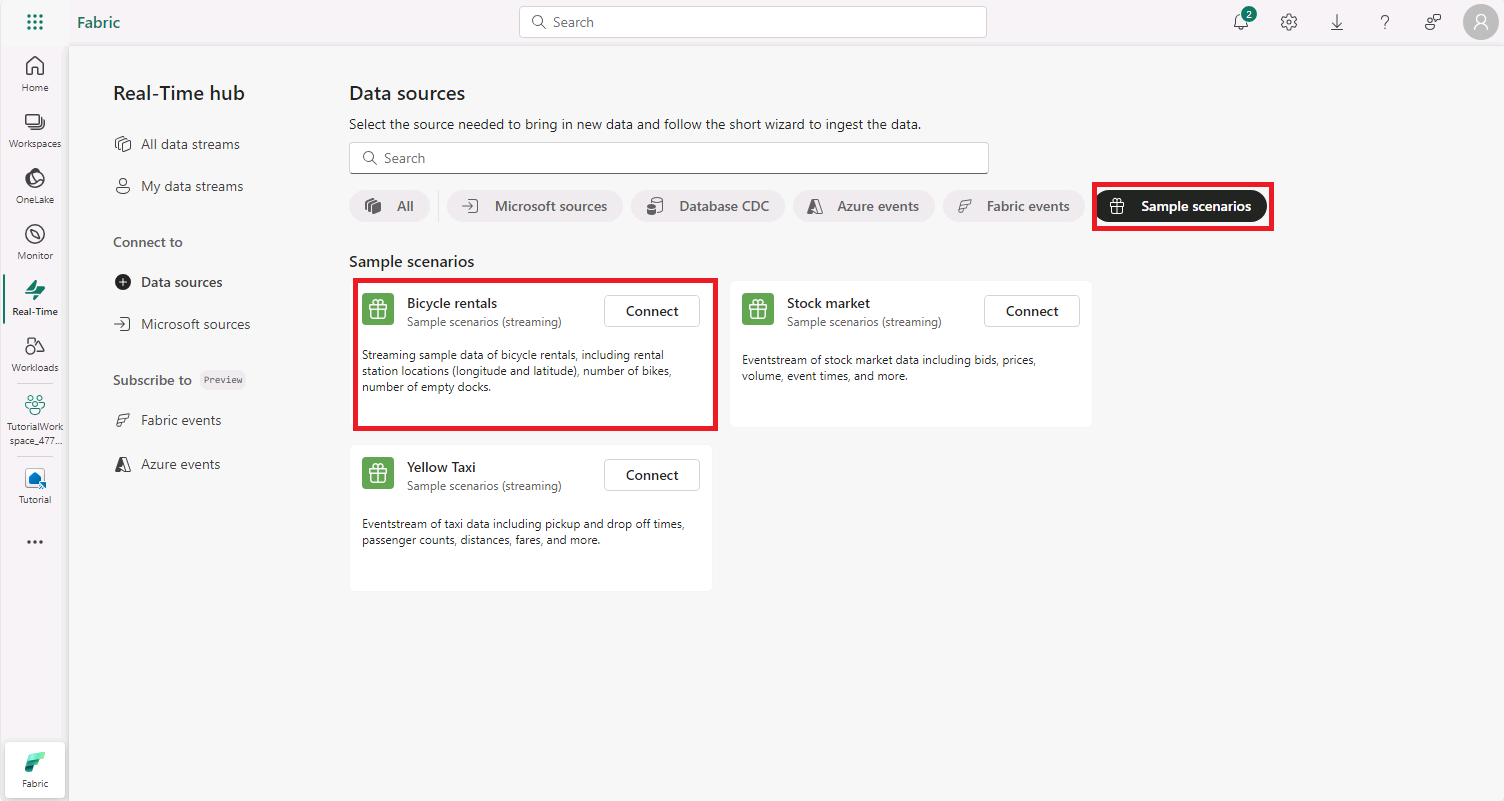 Fabric
Search
2
Home
Workspaces
OneLake
Monitor
Real-Time
Workloads
TutorialWork
space_477...
Tutorial
Fabric
Real-Time hub
All data streams
My data streams
Connect to
Data sources
Microsoft sources
Subscribe to Preview
Fabric events
Azure events
Data sources
Select the source needed to bring in new data and follow the short wizard to ingest the data.
Search
All
Microsoft sources
Database CDC
Azure events
Fabric events
Sample scenarios
Sample scenarios
Bicycle rentals
Sample scenarios (streaming)
Connect
Streaming sample data of bicycle rentals, including rental
station locations (longitude and latitude), number of bikes,
number of empty docks.
Stock market
Sample scenarios (streaming)
Connect
Eventstream of stock market data including bids, prices,
volume, event times, and more.
Yellow Taxi
Sample scenarios (streaming)
Connect
Eventstream of taxi data including pickup and drop off times,
passenger counts, distances, fares, and more.